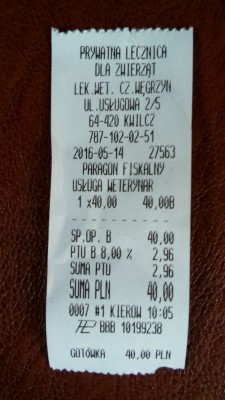 PRYWATNA LECZNICA
DLA ZWIERZĄT
LEK.WET. CZ.WĘGRZYN
UL.USŁUGOWA 2/5
64-420 KWILCZ
787-102-02-51
2016-05-14 27563
PARAGON FISKALNY
USŁUGA WETERYNAR
1 x40,00 40,00B
SP.OP. B 40,00
PTU B 8,00 % 2,96
SUMA PTU 2,96
SUMA PLN 40,00
0007 #1 KIEROW 10:05
BBB 10199238
GOTÓWKA 40,00 PLN